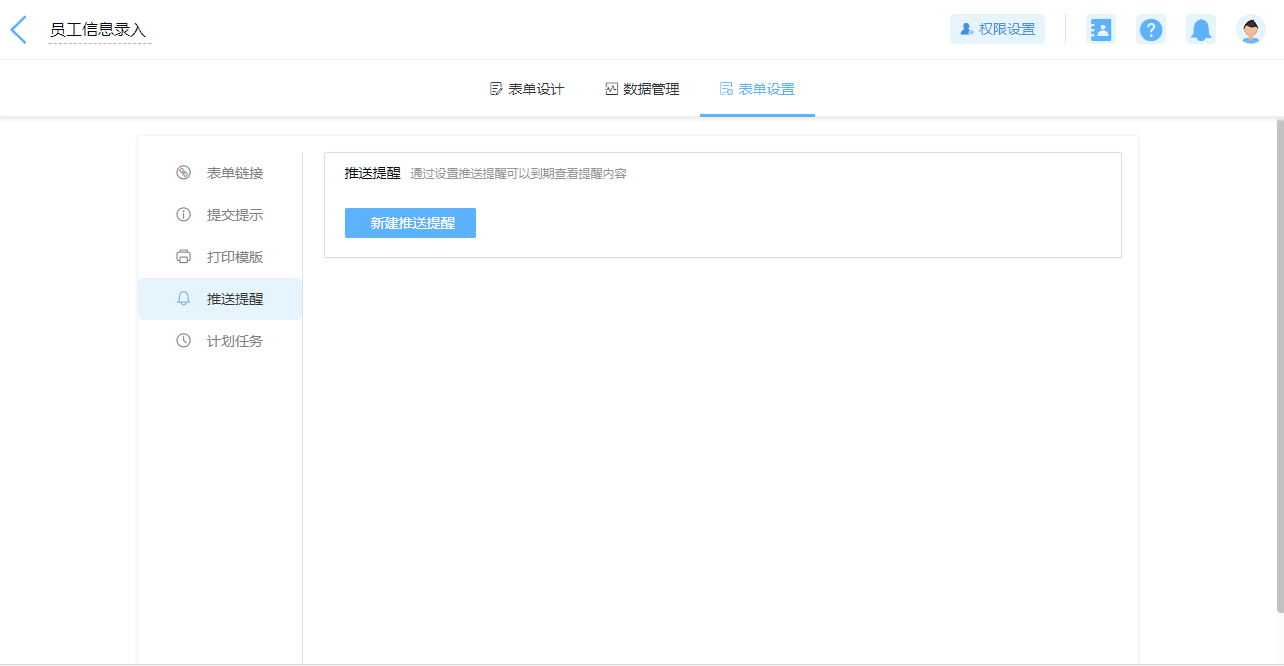 员工信息录入
权限设置
表单设计
数据管理
表单设置
表单链接
提交提示
打印模版
推送提醒
计划任务
推送提醒 通过设置推送提醒可以到期查看提醒内容
新建推送提醒